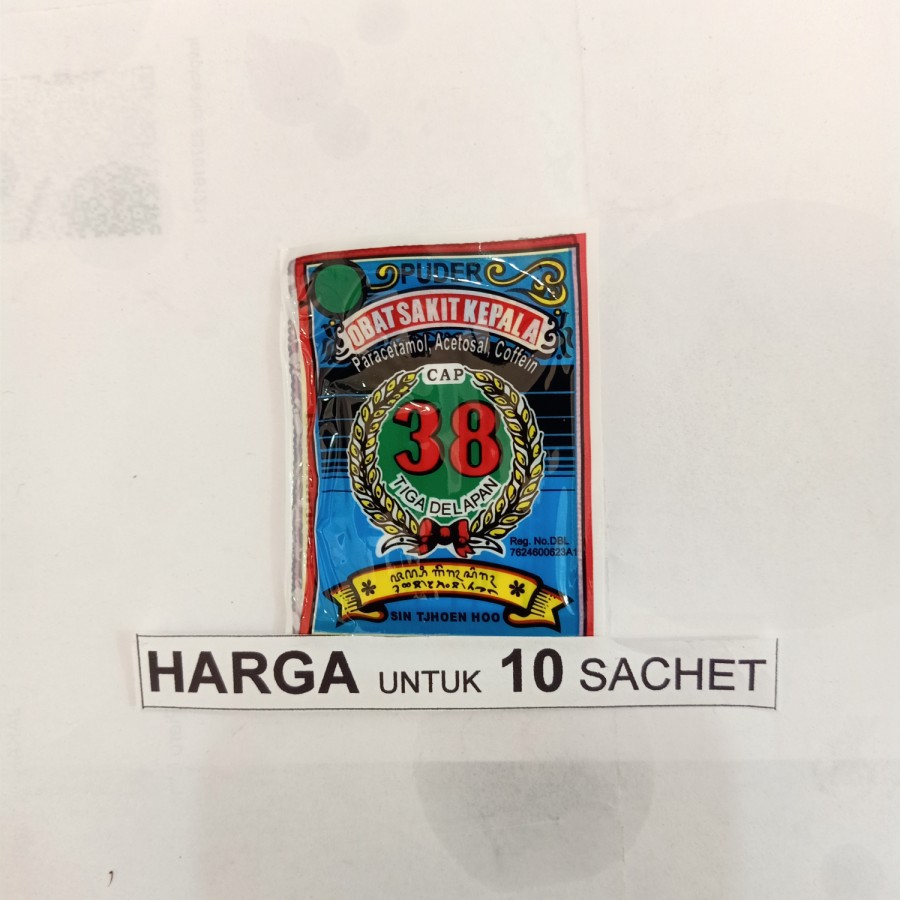 PUDER
OBAT SAKIT KEPALA
Paracetamol, Acetosal, Coffein
CAP
38
TIGA DELAPAN
Reg. No.DBL
7624600623A1
SIN TJHOEN HOO
HARGA UNTUK 10 SACHET